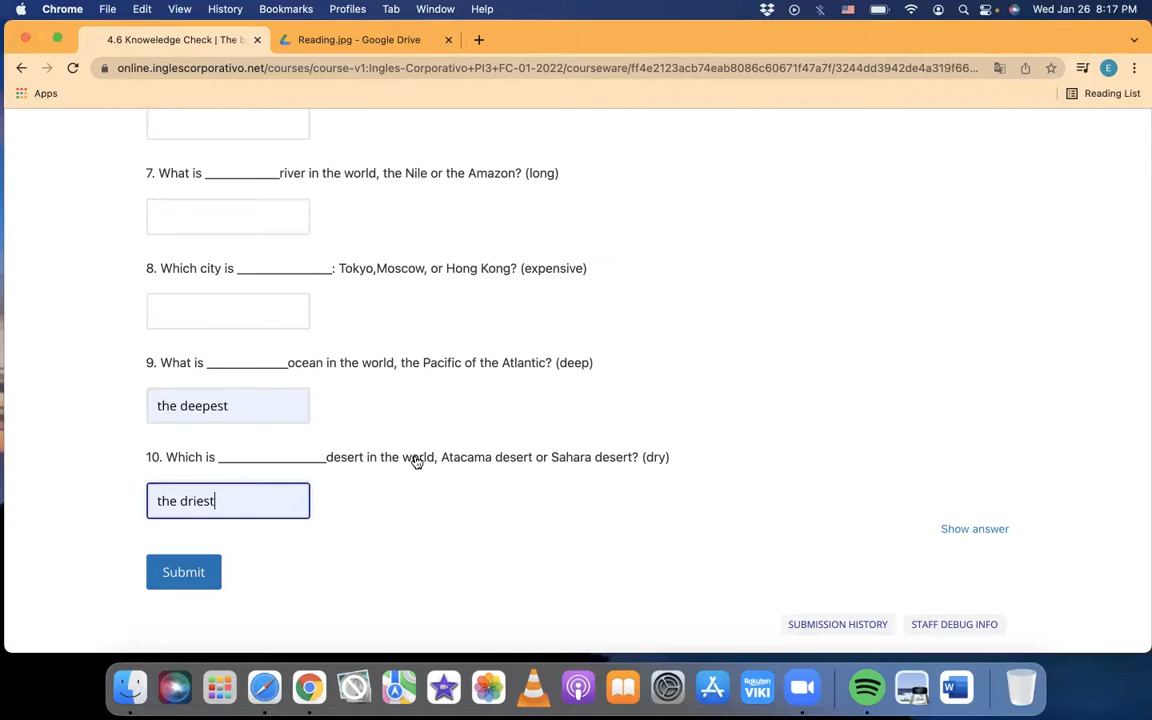 Chrome File Edit View History Bookmarks Profiles Tab Window Help Wed Jan 26 8:17 PM
4.6 Knoweledge Check | The b Reading.jpg - Google Drive
online.inglescorporativo.net/courses/course-v1:Ingles-Corporativo+PI3+FC-01-2022/courseware/ff4e2123acb74eab8086c60671f47a7f/3244dd3942de4a319f66... E
Apps Reading List
7. What is ___________river in the world, the Nile or the Amazon? (long)
8. Which city is ______________: Tokyo,Moscow, or Hong Kong? (expensive)
9. What is ____________ocean in the world, the Pacific of the Atlantic? (deep)
the deepest
10. Which is ________________desert in the world, Atacama desert or Sahara desert? (dry)
the driest
Show answer
Submit
SUBMISSION HISTORY STAFF DEBUG INFO
Rakuten
VIKI